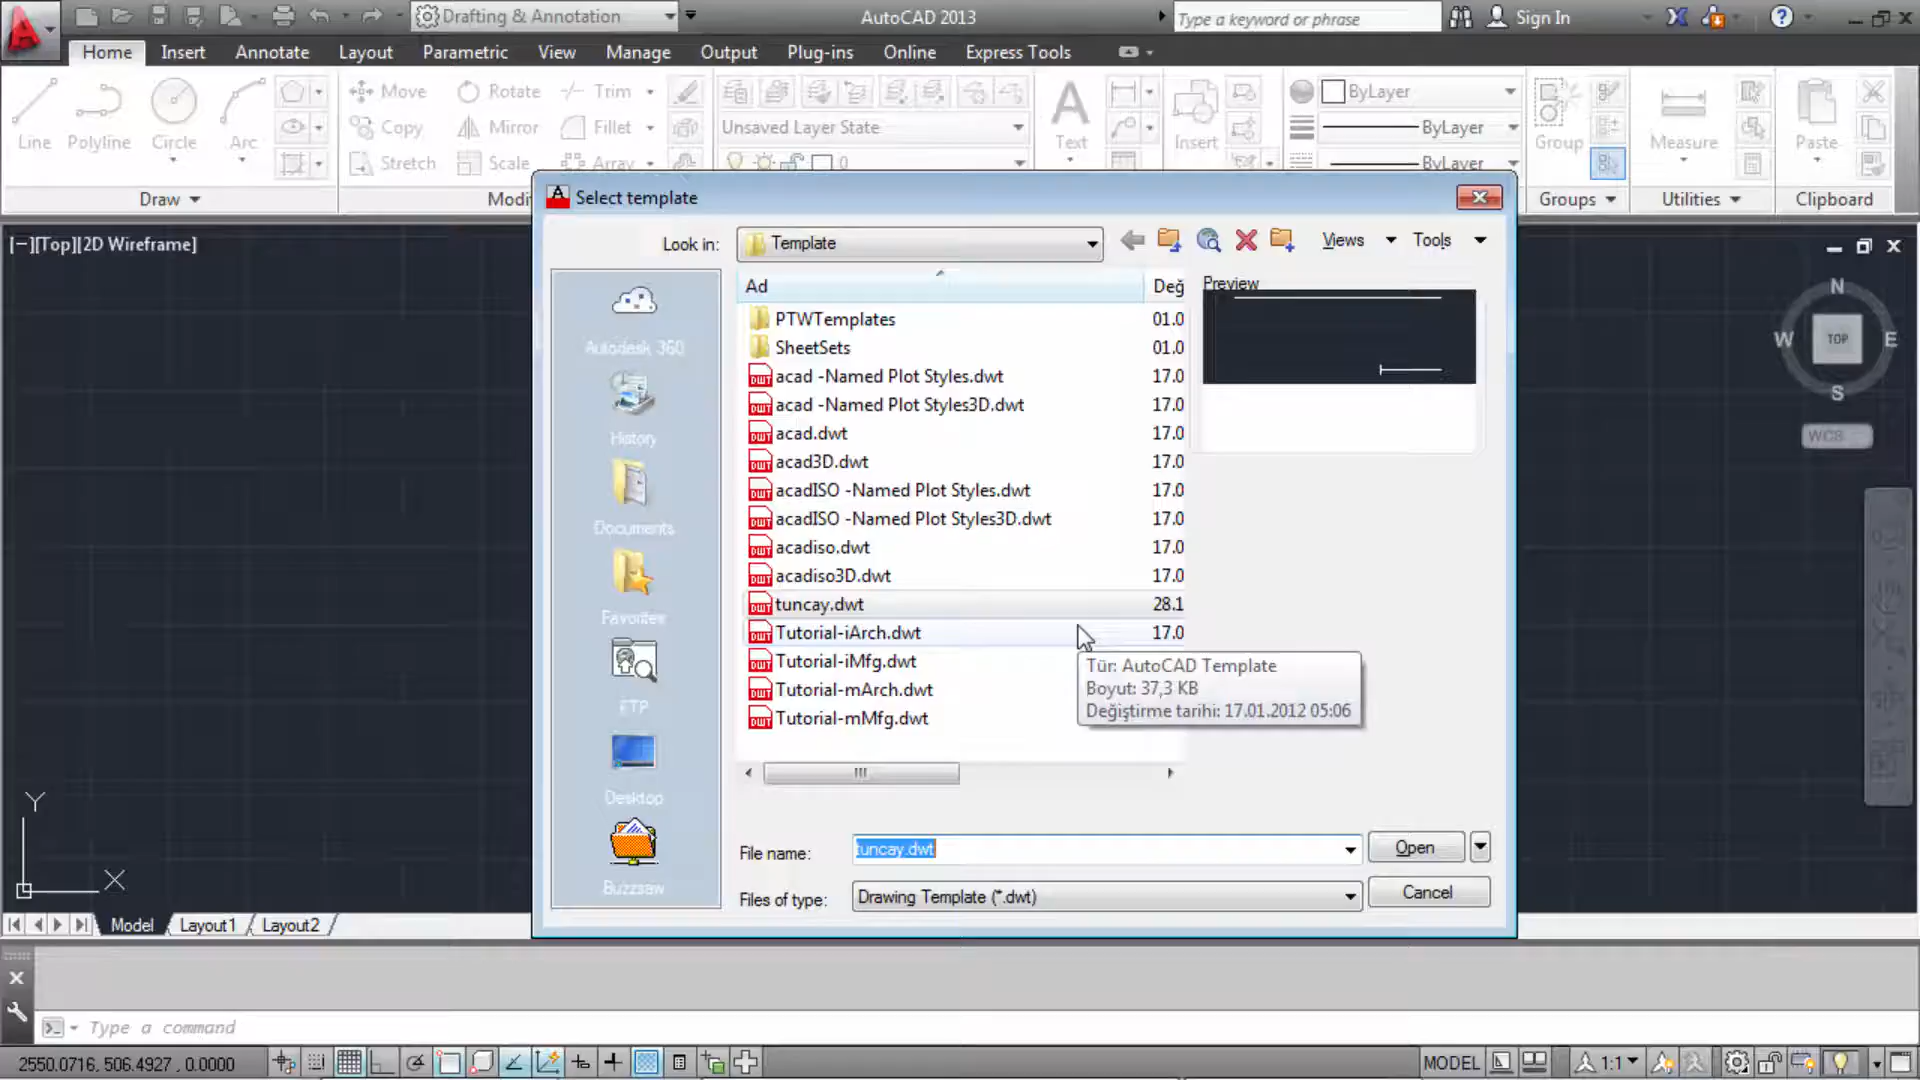 Drafting & Annotation
AutoCAD 2013
Type a keyword or phrase
Sign In
Home
Insert
Annotate
Layout
Parametric
View
Manage
Output
Plug-ins
Online
Express Tools
Line
Polyline
Circle
Arc
Move
Rotate
Trim
Copy
Mirror
Fillet
Stretch
Scale
Array
Unsaved Layer State
0
Text
Insert
ByLayer
ByLayer
ByLayer
Group
Measure
Paste
Draw
Modi
Groups
Utilities
Clipboard
[−][Top][2D Wireframe]
Select template
Look in:
Template
Views
Tools
Ad
Değ
Preview
PTWTemplates
01.0
SheetSets
01.0
acad -Named Plot Styles.dwt
17.0
acad -Named Plot Styles3D.dwt
17.0
acad.dwt
17.0
acad3D.dwt
17.0
acadISO -Named Plot Styles.dwt
17.0
acadISO -Named Plot Styles3D.dwt
17.0
acadiso.dwt
17.0
acadiso3D.dwt
17.0
tuncay.dwt
28.1
Tutorial-iArch.dwt
17.0
Tutorial-iMfg.dwt
Tutorial-mArch.dwt
Tutorial-mMfg.dwt
Tür: AutoCAD Template
Boyut: 37,3 KB
Değiştirme tarihi: 17.01.2012 05:06
Autodesk 360
History
Documents
Favorites
FTP
Desktop
Buzzsaw
File name:
tuncay.dwt
Open
Files of type:
Drawing Template (*.dwt)
Cancel
N
W
TOP
E
S
WCS
Y
X
Model
Layout1
Layout2
Type a command
2550.0716, 506.4927 , 0.0000
MODEL
1:1